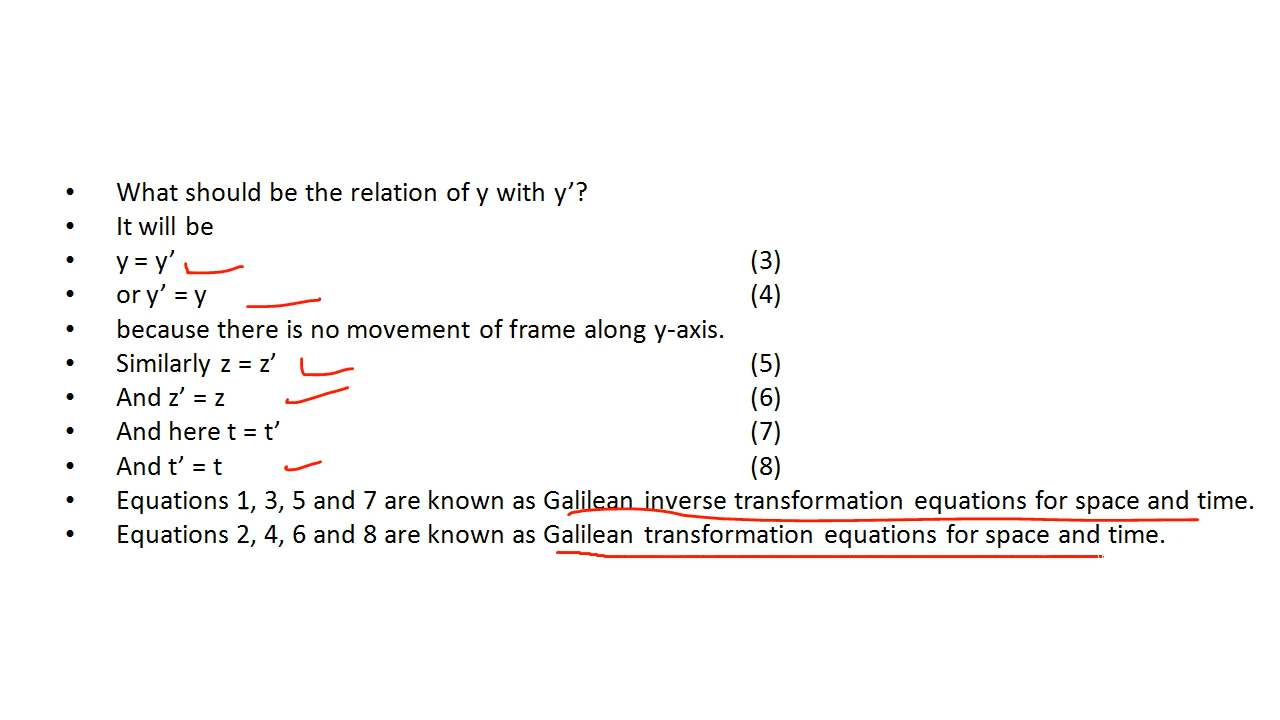 • What should be the relation of y with y’?
• It will be
• y = y’ (3)
• or y’ = y (4)
• because there is no movement of frame along y-axis.
• Similarly z = z’ (5)
• And z’ = z (6)
• And here t = t’ (7)
• And t’ = t (8)
• Equations 1, 3, 5 and 7 are known as Galilean inverse transformation equations for space and time.
• Equations 2, 4, 6 and 8 are known as Galilean transformation equations for space and time.